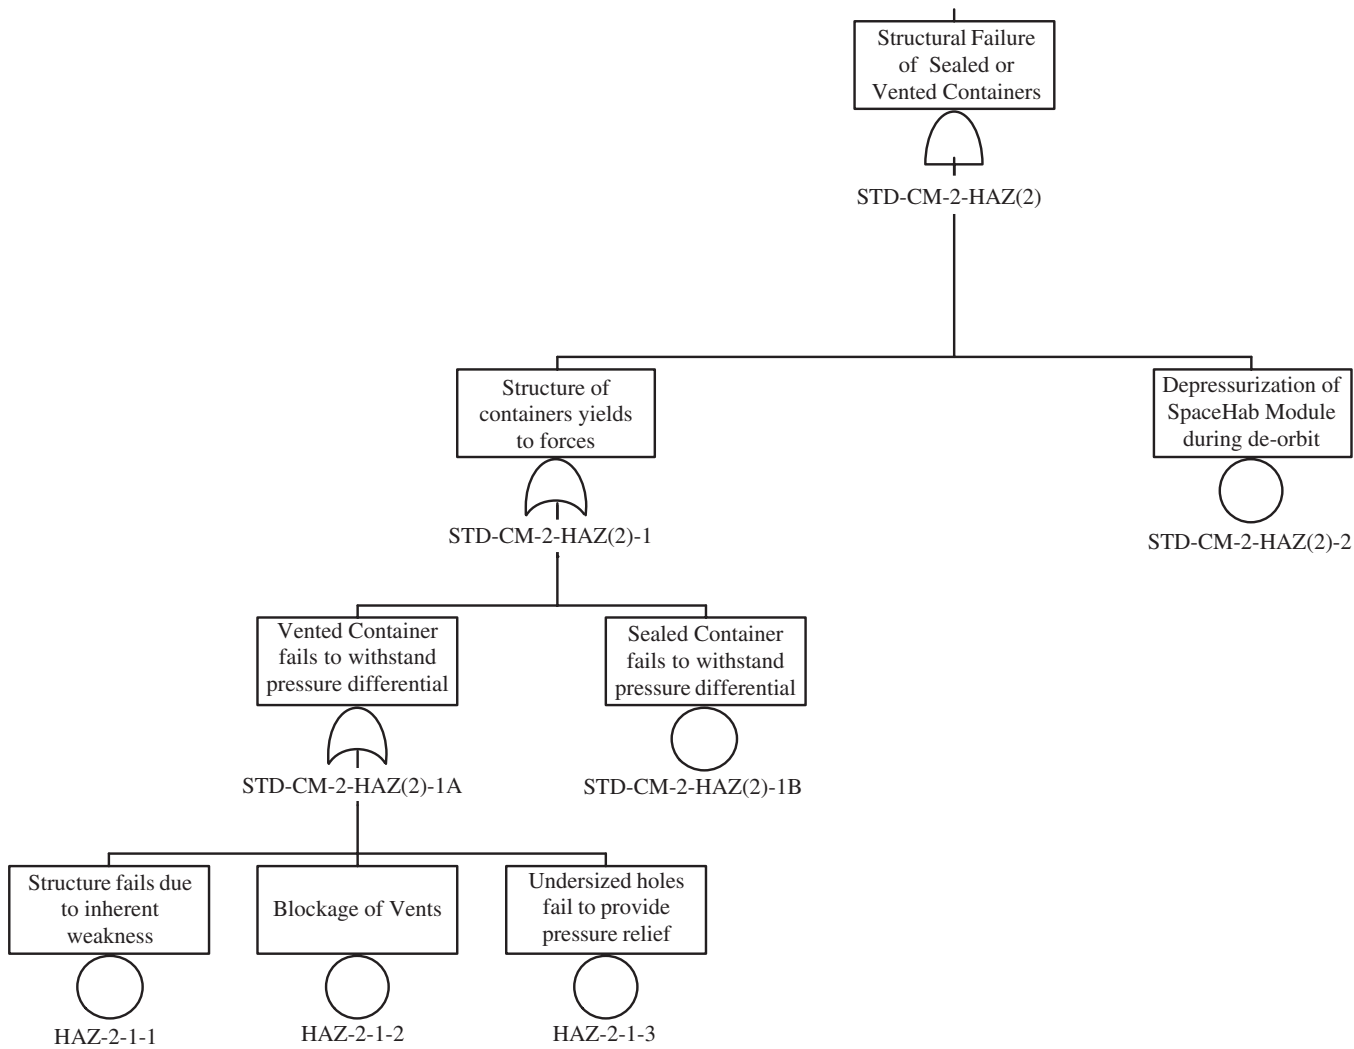 Structural Failure
of Sealed or
Vented Containers
STD-CM-2-HAZ(2)
Structure of
containers yields
to forces
STD-CM-2-HAZ(2)-1
Depressurization of
SpaceHab Module
during de-orbit
STD-CM-2-HAZ(2)-2
Vented Container
fails to withstand
pressure differential
STD-CM-2-HAZ(2)-1A
Sealed Container
fails to withstand
pressure differential
STD-CM-2-HAZ(2)-1B
Structure fails due
to inherent
weakness
HAZ-2-1-1
Blockage of Vents
HAZ-2-1-2
Undersized holes
fail to provide
pressure relief
HAZ-2-1-3